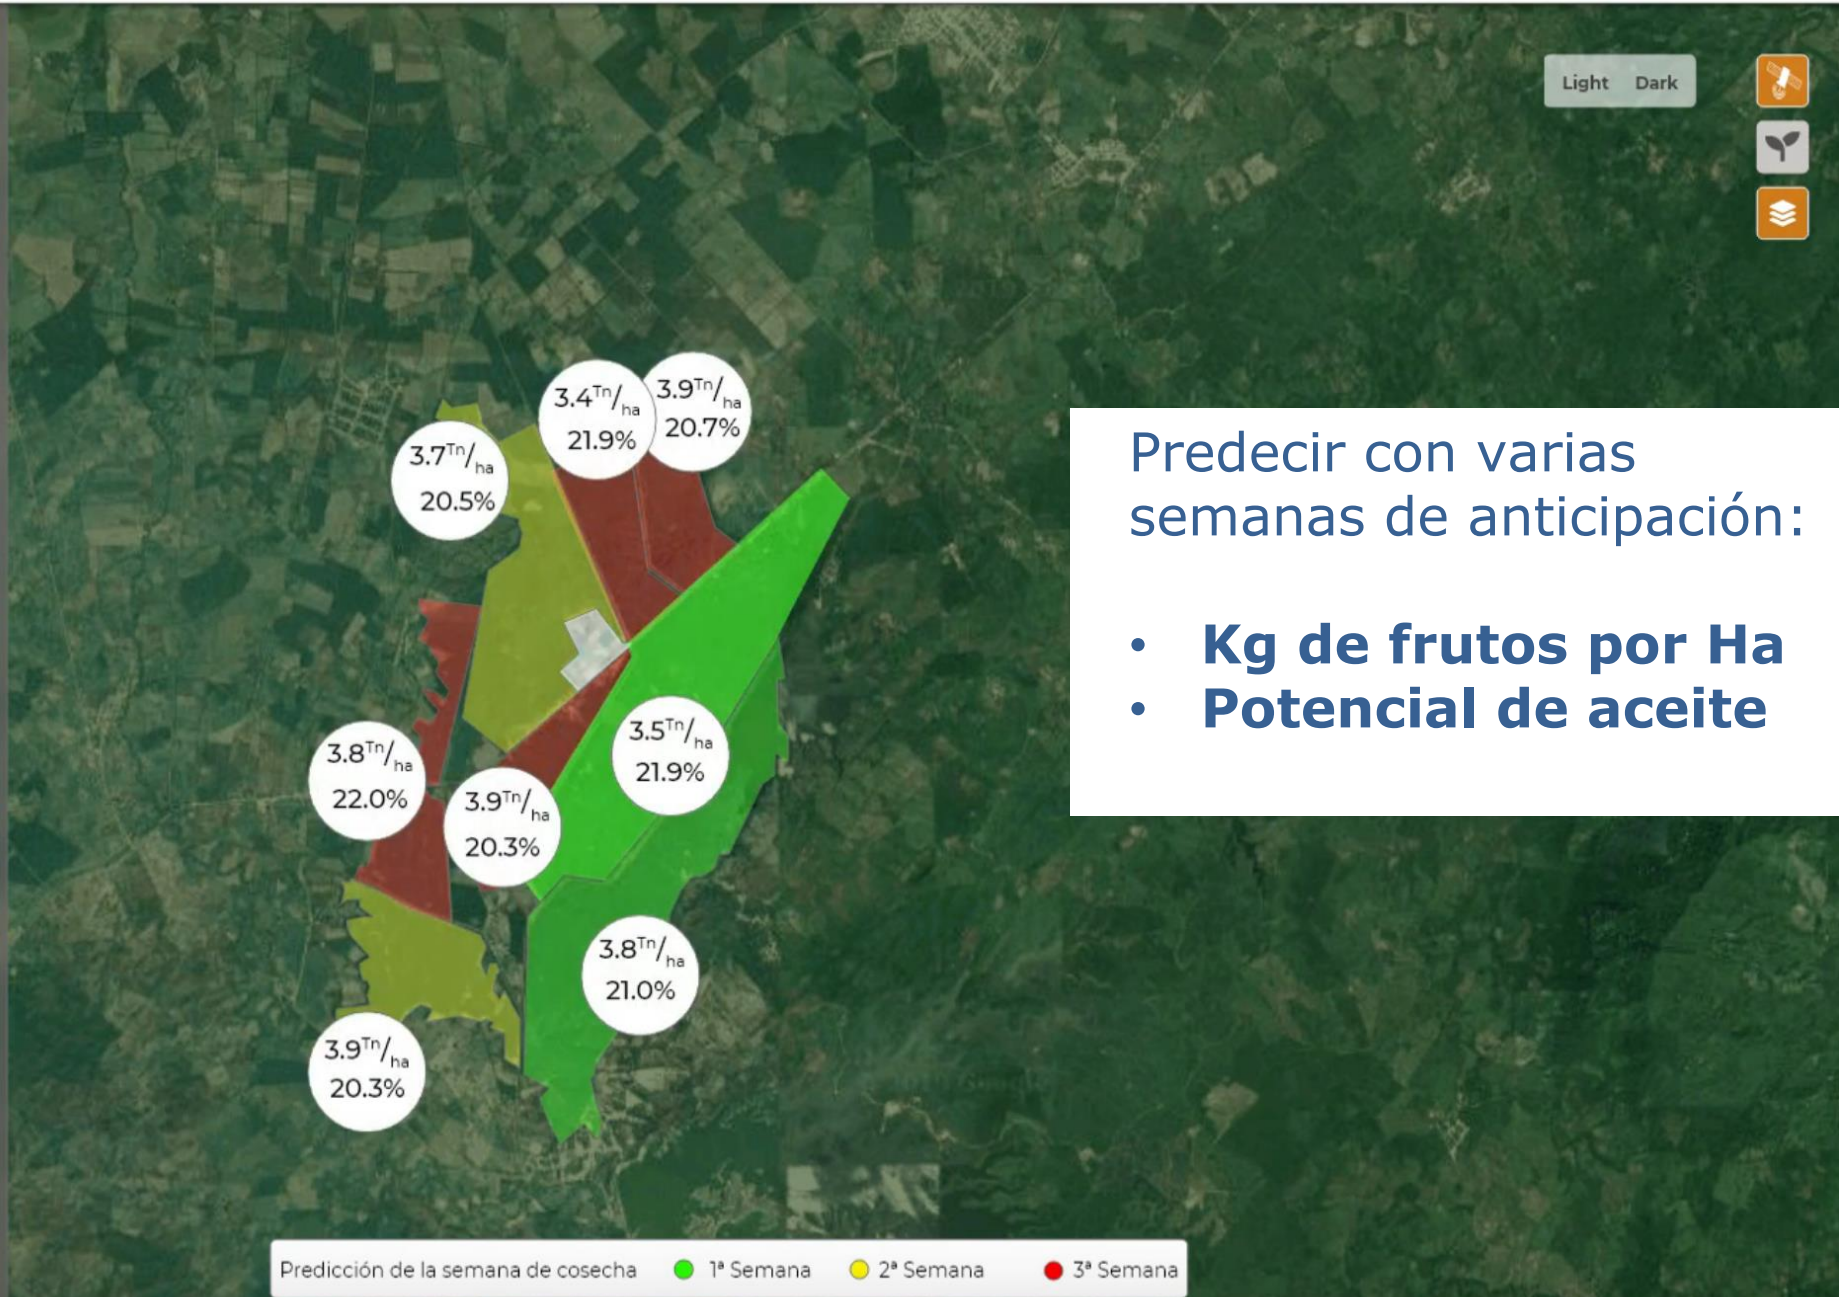 Light Dark
3.4Tn/ha
21.9%
3.9Tn/ha
20.7%
3.7Tn/ha
20.5%
Predecir con varias
semanas de anticipación:
• Kg de frutos por Ha
• Potencial de aceite
3.5Tn/ha
21.9%
3.8Tn/ha
22.0%
3.9Tn/ha
20.3%
3.8Tn/ha
21.0%
3.9Tn/ha
20.3%
Predicción de la semana de cosecha 1ª Semana 2ª Semana 3ª Semana